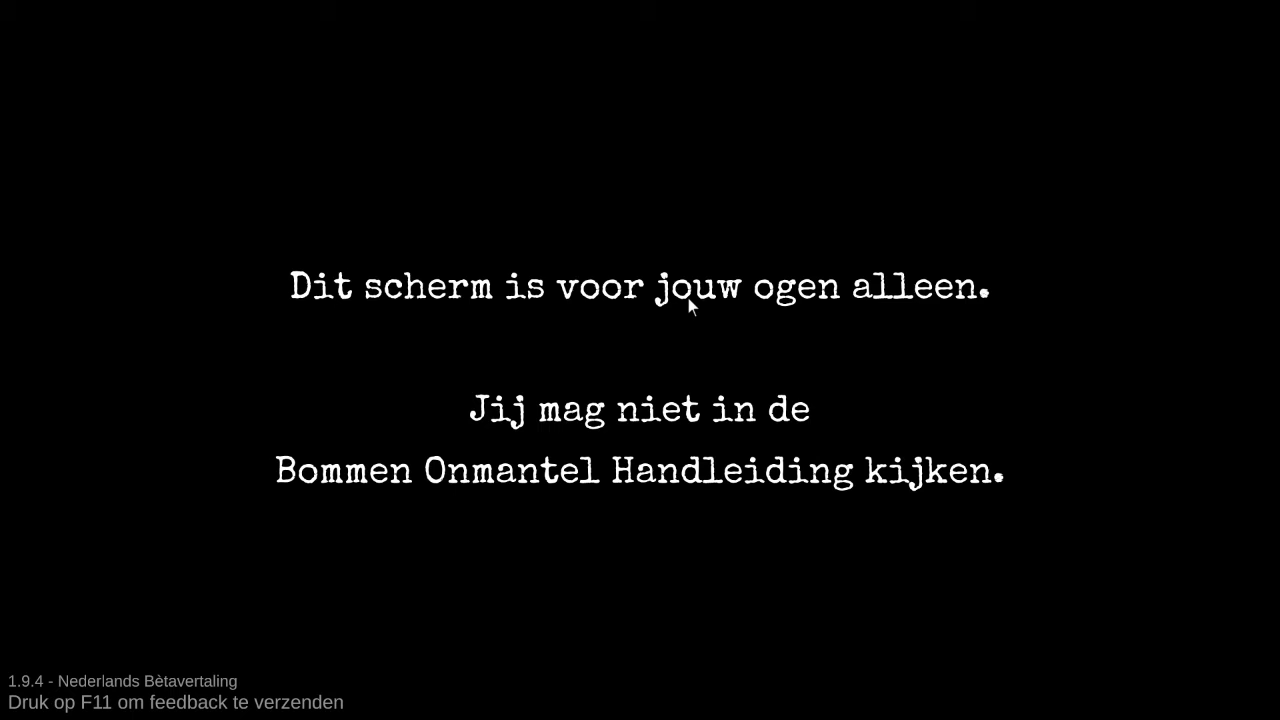 Dit scherm is voor jouw ogen alleen.
Jij mag niet in de
Bommen Onmantel Handleiding kijken.
1.9.4 - Nederlands Bètavertaling
Druk op F11 om feedback te verzenden